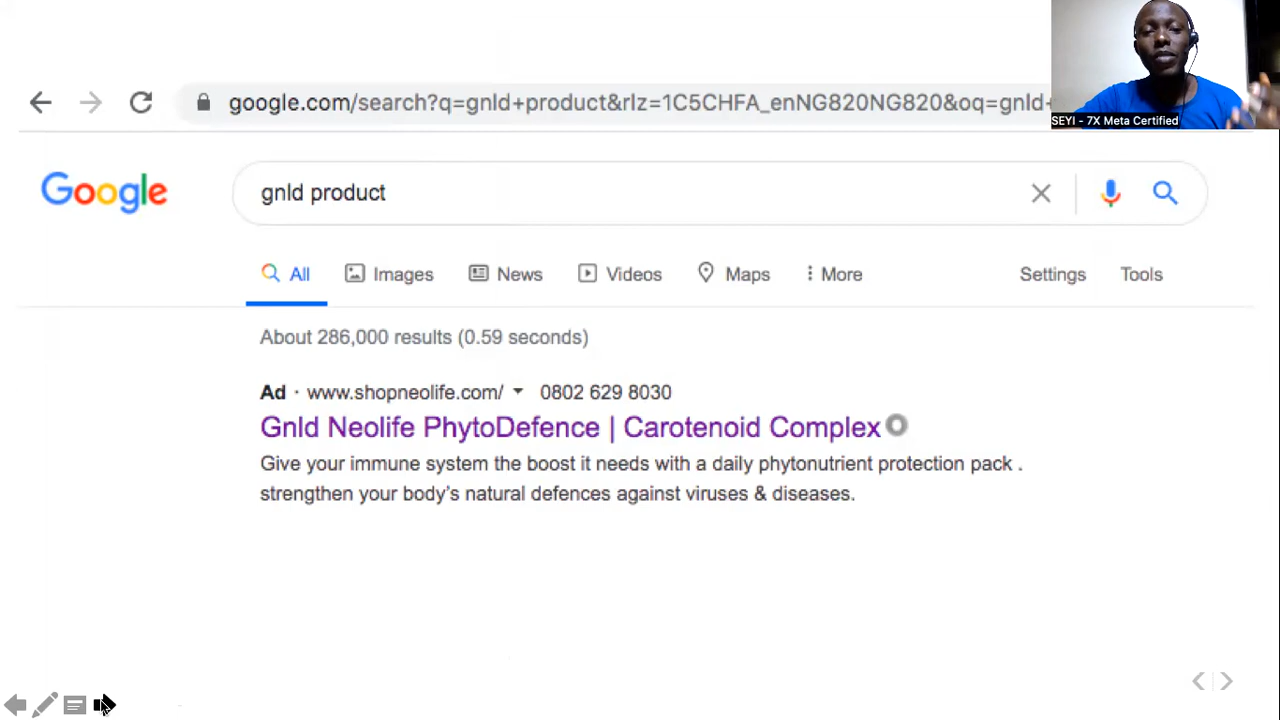 google.com/search?q=gnld+product&rlz=1C5CHFA_enNG820NG820&oq=gnld+
SEYI - 7X Meta Certified
Google
gnld product
All Images News Videos Maps More Settings Tools
About 286,000 results (0.59 seconds)
Ad · www.shopneolife.com/ 0802 629 8030
Gnld Neolife PhytoDefence | Carotenoid Complex
Give your immune system the boost it needs with a daily phytonutrient protection pack .
strengthen your body's natural defences against viruses & diseases.